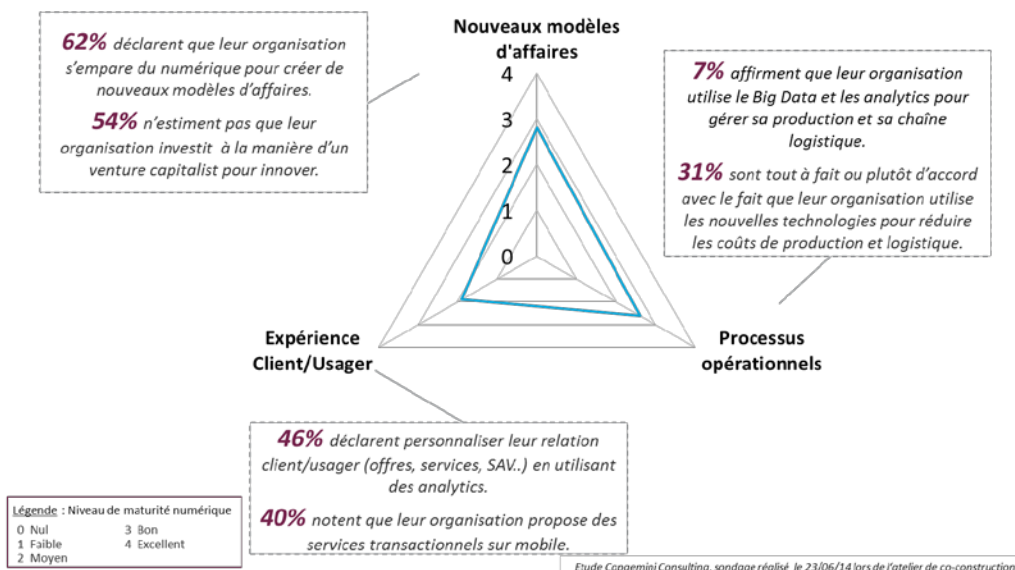 62% déclarent que leur organisation
s'empare du numérique pour créer de
nouveaux modèles d'affaires.
54% n'estiment pas que leur
organisation investit à la manière d'un
venture capitalist pour innover.
Nouveaux modèles
d'affaires
4
3
2
1
0
7% affirment que leur organisation
utilise le Big Data et les analytics pour
gérer sa production et sa chaîne
logistique.
31% sont tout à fait ou plutôt d'accord
avec le fait que leur organisation utilise
les nouvelles technologies pour réduire
les coûts de production et logistique.
Expérience
Client/Usager
Processus
opérationnels
46% déclarent personnaliser leur relation
client/usager (offres, services, SAV..) en utilisant
des analytics.
40% notent que leur organisation propose des
services transactionnels sur mobile.
Légende : Niveau de maturité numérique
0 Nul 3 Bon
1 Faible 4 Excellent
2 Moyen
Etude Capgemini Consulting, sondage réalisé le 23/06/14 lors de l'atelier de co-construction